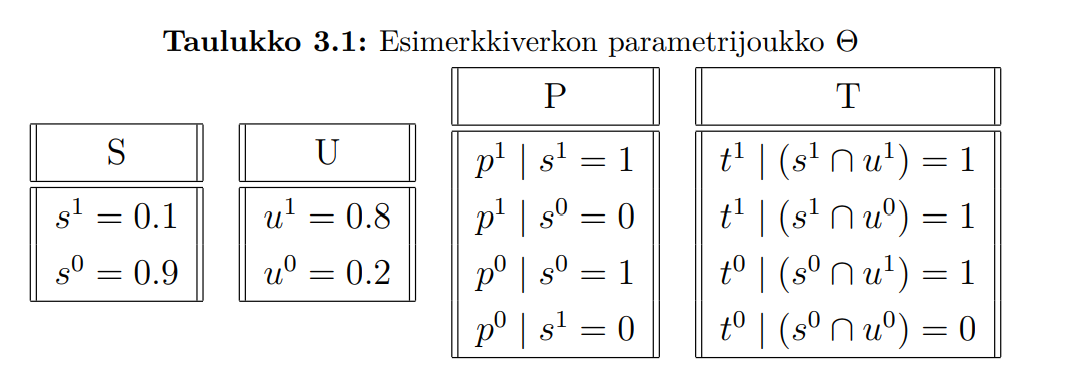 Taulukko 3.1: Esimerkkiverkon parametrijoukko Θ
S
s¹ = 0.1
s⁰ = 0.9
U
u¹ = 0.8
u⁰ = 0.2
P
p¹ | s¹ = 1
p¹ | s⁰ = 0
p⁰ | s⁰ = 1
p⁰ | s¹ = 0
T
t¹ | (s¹ ∩ u¹) = 1
t¹ | (s¹ ∩ u⁰) = 1
t⁰ | (s⁰ ∩ u¹) = 1
t⁰ | (s⁰ ∩ u⁰) = 0